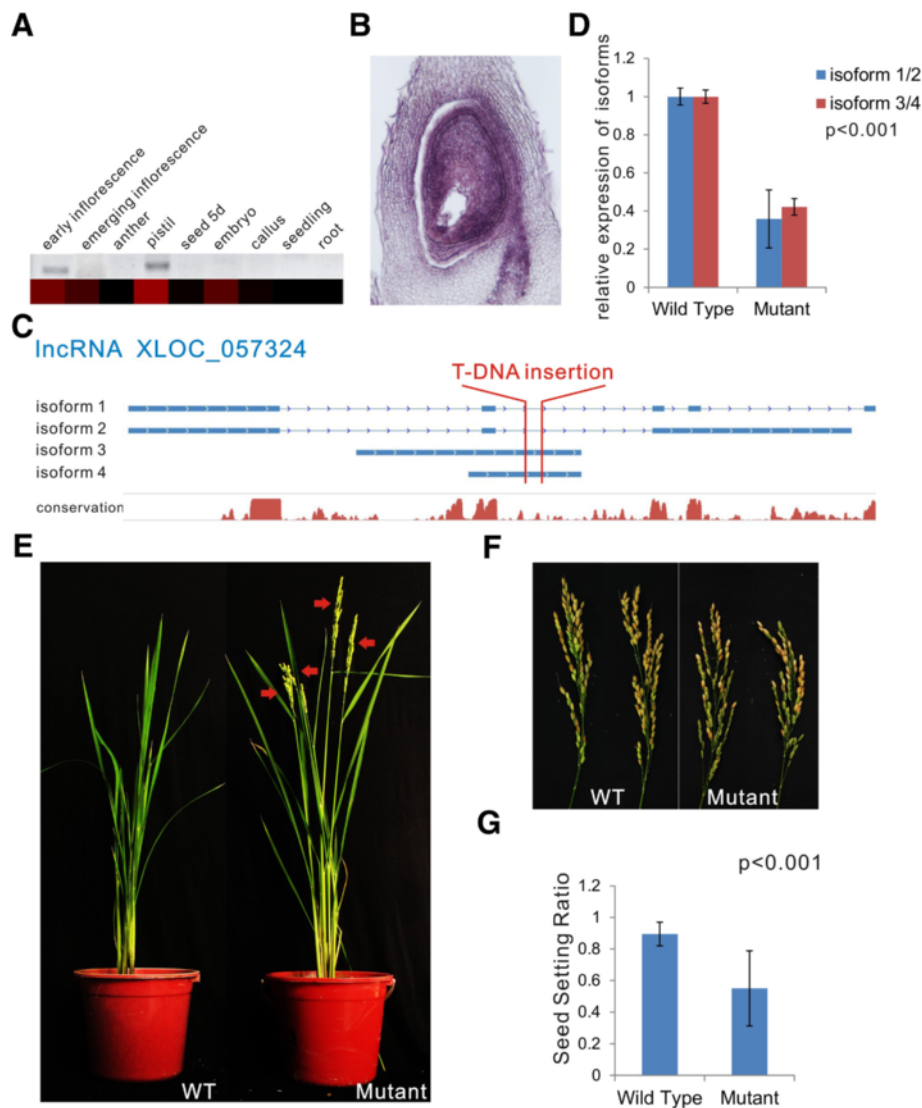 A
early inflorescence
emerging inflorescence
anther
pistil
seed 5d
embryo
callus
seedling
root
B
D
relative expression of isoforms
1.2
1
0.8
0.6
0.4
0.2
0
Wild Type
Mutant
isoform 1/2
isoform 3/4
p<0.001
C
lncRNA XLOC_057324
T-DNA insertion
isoform 1
isoform 2
isoform 3
isoform 4
conservation
E
WT
Mutant
F
WT
Mutant
G
p<0.001
Seed Setting Ratio
1.2
1
0.8
0.6
0.4
0.2
0
Wild Type
Mutant